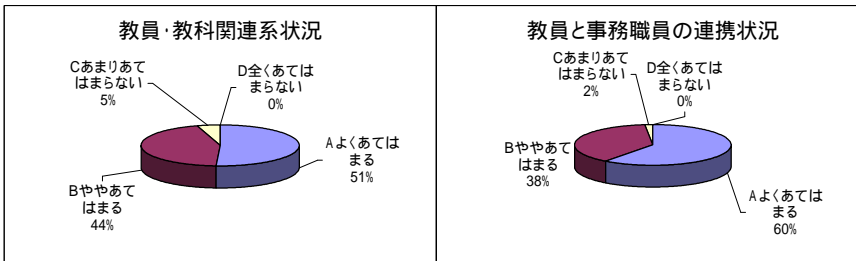 教員・教科関連系状況
Cあまりあて
はまらない
5%
D全くあては
まらない
0%
Aよくあては
まる
51%
Bややあて
はまる
44%
教員と事務職員の連携状況
Cあまりあて
はまらない
2%
D全くあては
まらない
0%
Bややあて
はまる
38%
Aよくあては
まる
60%